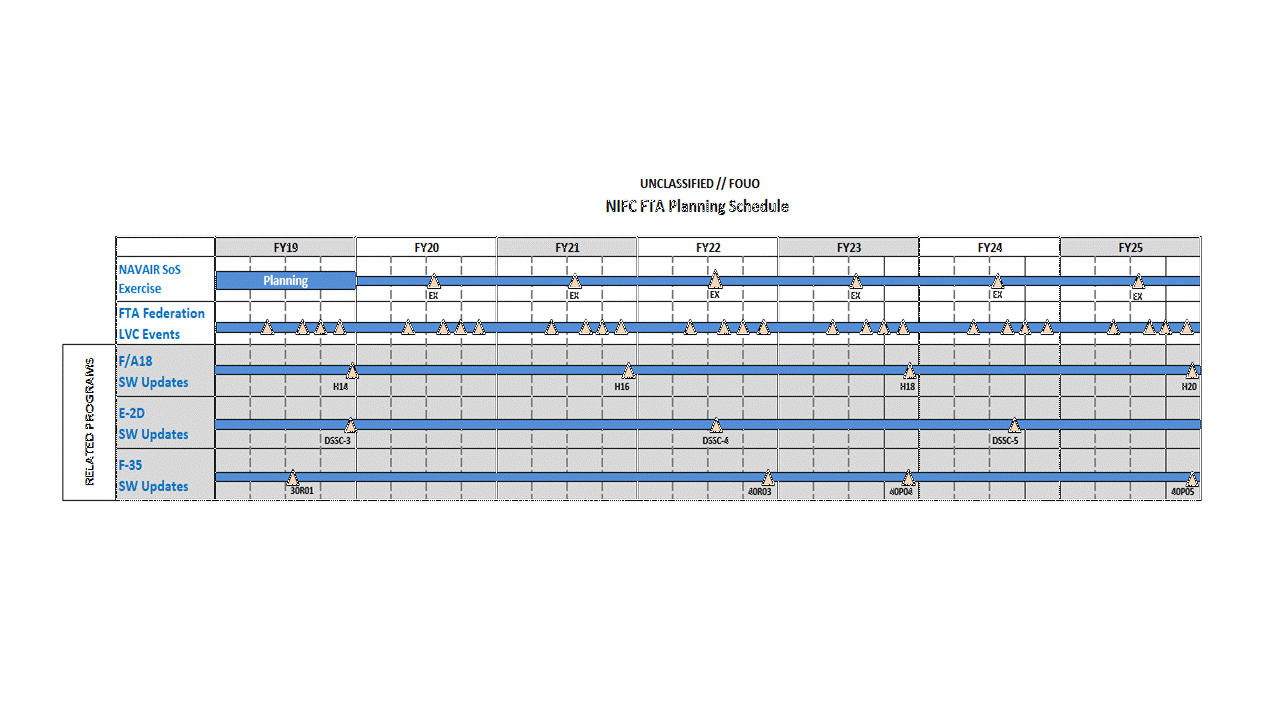 UNCLASSIFIED // FOUO
NIFC FTA Planning Schedule
FY19 FY20 FY21 FY22 FY23 FY24 FY25
NAVAIR SoS
Exercise
Planning
EX EX EX EX EX EX
FTA Federation
LVC Events
RELATED PROGRAMS
F/A18
SW Updates
H14 H16 H18 H20
E-2D
SW Updates
DSSC-3 DSSC-4 DSSC-5
F-35
SW Updates
30R01 40R03 40P04 40P05